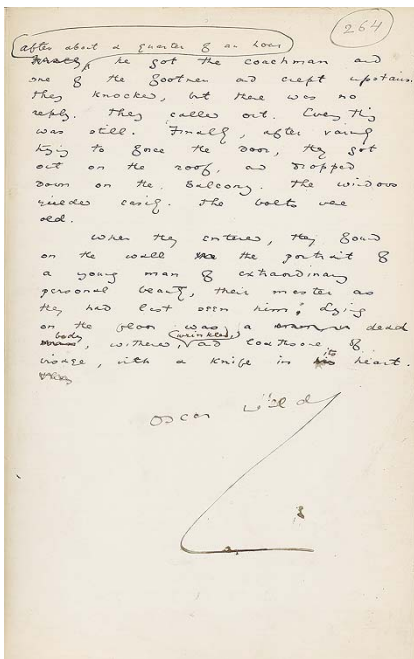 264
after about a quarter of an hour
he got the coachman and
one of the footmen and crept upstairs.
They knocked, but there was no
reply. They called out. Every thing
was still. Finally, after vainly
trying to force the door, they got
out on the roof, and dropped
down on the balcony. The windows
yielded easily. The bolts were
old.
When they entered, they found
on the wall the portrait of
a young man of extraordinary
personal beauty, their master as
they had last seen him; Lying
on the floor was a dead
body, withered, wrinkled, and loathsome of
visage, with a knife in its heart.
Oscar Wilde